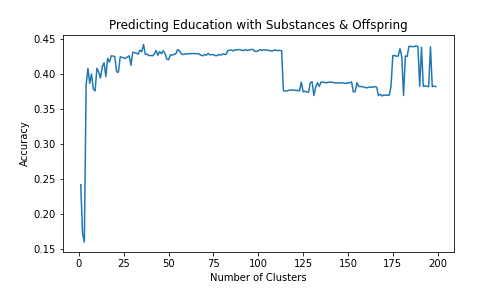 Predicting Education with Substances & Offspring
Accuracy
0.45
0.40
0.35
0.30
0.25
0.20
0.15
0 25 50 75 100 125 150 175 200
Number of Clusters